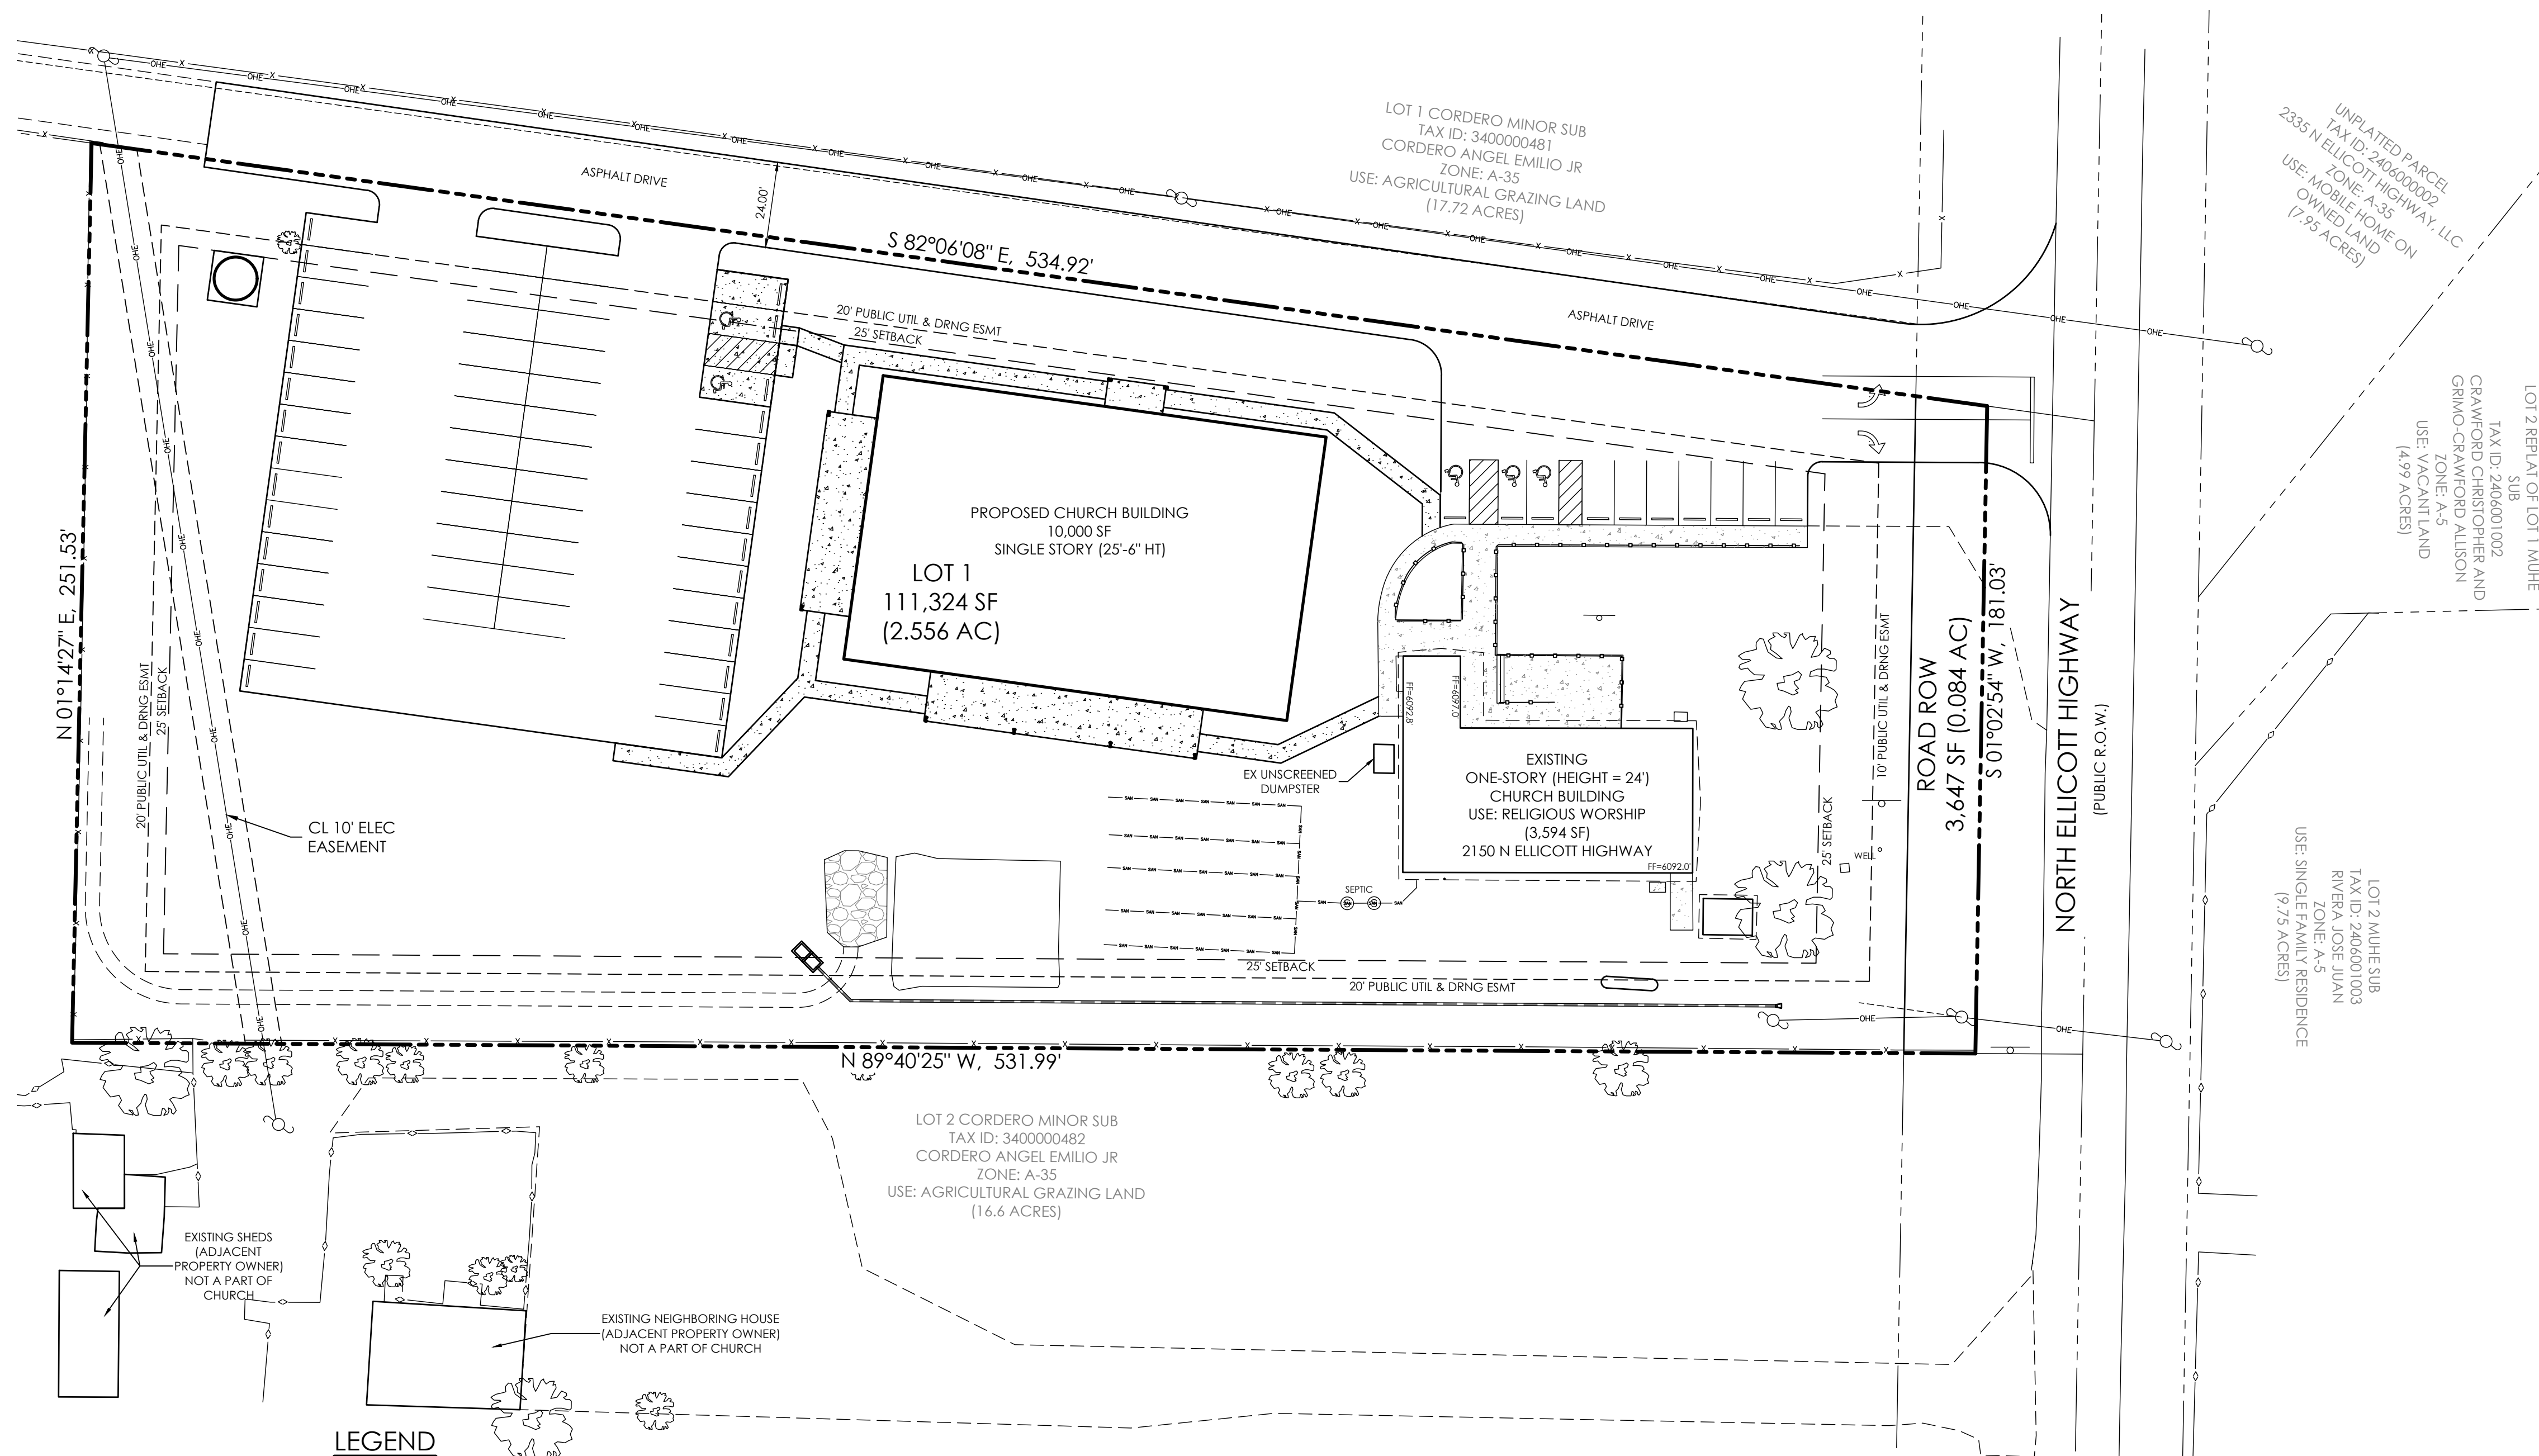 LOT 1 CORDERO MINOR SUB
TAX ID: 3400000481
CORDERO ANGEL EMILIO JR
ZONE: A-35
USE: AGRICULTURAL GRAZING LAND
(17.72 ACRES)
UNPLATTED PARCEL
TAX ID: 2406000002
2335 N ELLICOTT HIGHWAY, LLC
ZONE: A-35
USE: MOBILE HOME ON
OWNED LAND
(7.95 ACRES)
ASPHALT DRIVE
24.00'
S 82°06'08" E, 534.92'
20' PUBLIC UTIL & DRNG ESMT
25' SETBACK
ASPHALT DRIVE
LOT 2 REPLAT OF LOT 1 MUHE
SUB
TAX ID: 2406001002
CRAWFORD CHRISTOPHER AND
GRIMO-CRAWFORD ALLISON
ZONE: A-5
USE: VACANT LAND
(4.99 ACRES)
PROPOSED CHURCH BUILDING
10,000 SF
SINGLE STORY (25'-6" HT)
LOT 1
111,324 SF
(2.556 AC)
N 01°14'27" E, 251.53'
20' PUBLIC UTIL & DRNG ESMT
25' SETBACK
FF=6092.8'
FF=6097.0'
EX UNSCREENED
DUMPSTER
EXISTING
ONE-STORY (HEIGHT = 24')
CHURCH BUILDING
USE: RELIGIOUS WORSHIP
(3,594 SF)
2150 N ELLICOTT HIGHWAY
FF=6092.0'
10' PUBLIC UTIL & DRNG ESMT
25' SETBACK
WELL
ROAD ROW
3,647 SF (0.084 AC)
S 01°02'54" W, 181.03'
NORTH ELLICOTT HIGHWAY
(PUBLIC R.O.W.)
LOT 2 MUHE SUB
TAX ID: 2406001003
RIVERA JOSE JUAN
ZONE: A-5
USE: SINGLE FAMILY RESIDENCE
(9.75 ACRES)
CL 10' ELEC
EASEMENT
SEPTIC
SAN
OHE
25' SETBACK
20' PUBLIC UTIL & DRNG ESMT
N 89°40'25" W, 531.99'
LOT 2 CORDERO MINOR SUB
TAX ID: 3400000482
CORDERO ANGEL EMILIO JR
ZONE: A-35
USE: AGRICULTURAL GRAZING LAND
(16.6 ACRES)
EXISTING SHEDS
(ADJACENT
PROPERTY OWNER)
NOT A PART OF
CHURCH
EXISTING NEIGHBORING HOUSE
(ADJACENT PROPERTY OWNER)
NOT A PART OF CHURCH
LEGEND